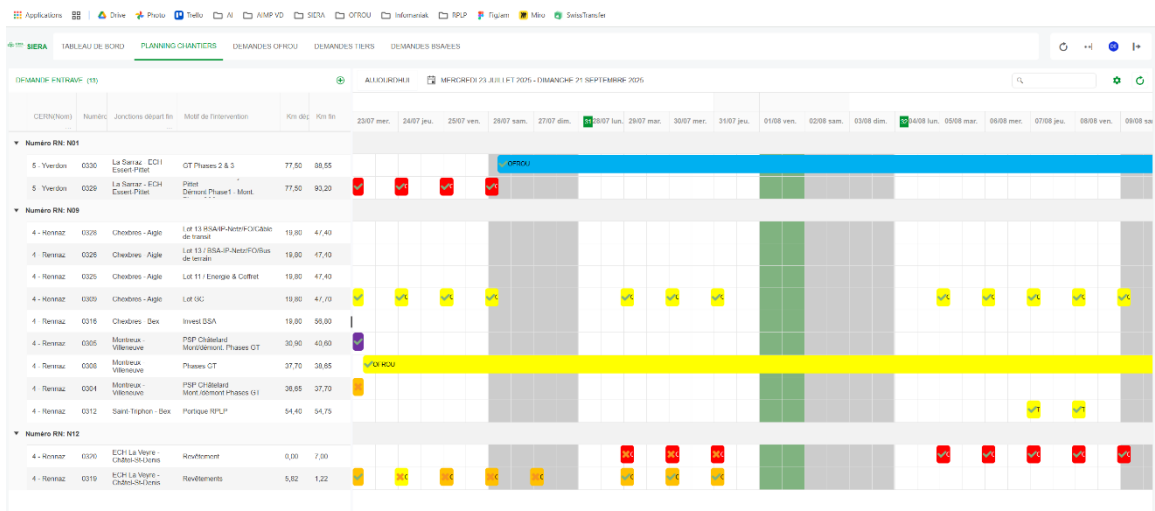 Applications Drive Photo Trello AI AIMP VD SIERA OFROU Infomaniak RPLP Figjam Miro SwissTransfer
SIERA TABLEAU DE BORD PLANNING CHANTIERS DEMANDES OFROU DEMANDES TIERS DEMANDES BSA/EES
DEMANDE ENTRAVE (13) AUJOURD'HUI MERCREDI 23 JUILLET 2025 - DIMANCHE 21 SEPTEMBRE 2025
CERN(Nom) Numéro Jonctions départ fin Motif de l'intervention Km dép Km fin 23/07 mer. 24/07 jeu. 25/07 ven. 26/07 sam. 27/07 dim. 31 28/07 lun. 29/07 mar. 30/07 mer. 31/07 jeu. 01/08 ven. 02/08 sam. 03/08 dim. 32 04/08 lun. 05/08 mar. 06/08 mer. 07/08 jeu. 08/08 ven. 09/08 sa
Numéro RN: N01
5 - Yverdon 0330 La Sarraz - ECH Essert-Pittet GT Phases 2 & 3 77,50 88,55 OFROU
5 - Yverdon 0329 La Sarraz - ECH Essert-Pittet Pittet
Démont Phase1 - Mont. 77,50 93,20
Numéro RN: N09
4 - Rennaz 0328 Chexbres - Aigle Lot 13 BSA-IP-Netz/FO/Câble de transit 19,80 47,40
4 - Rennaz 0326 Chexbres - Aigle Lot 13 / BSA-IP-Netz/FO/Bus de terrain 19,80 47,40
4 - Rennaz 0325 Chexbres - Aigle Lot 11 / Energie & Coffret 19,80 47,40
4 - Rennaz 0309 Chexbres - Aigle Lot GC 19,80 47,70
4 - Rennaz 0316 Chexbres - Bex Invest BSA 19,80 56,60
4 - Rennaz 0305 Montreux - Villeneuve PSP Châtelard Mont/démont. Phases GT 30,90 40,60
4 - Rennaz Montreux Villeneuve Phases GT 37,70 38,65 OFROU
4 - Rennaz 0304 Montreux - Villeneuve PSP CHâtelard Mont./démont Phases GT 36,65 37,70
4 - Rennaz 0312 Saint-Triphon - Bex Portique RPLP 54,40 54,75
Numéro RN: N12
4 - Rennaz 0320 ECH La Veyre - Châtel-St-Denis Revêtement 0,00 7,00
4 - Rennaz 0319 ECH La Veyre - Châtel-St-Denis Revêtements 5,82 1,22